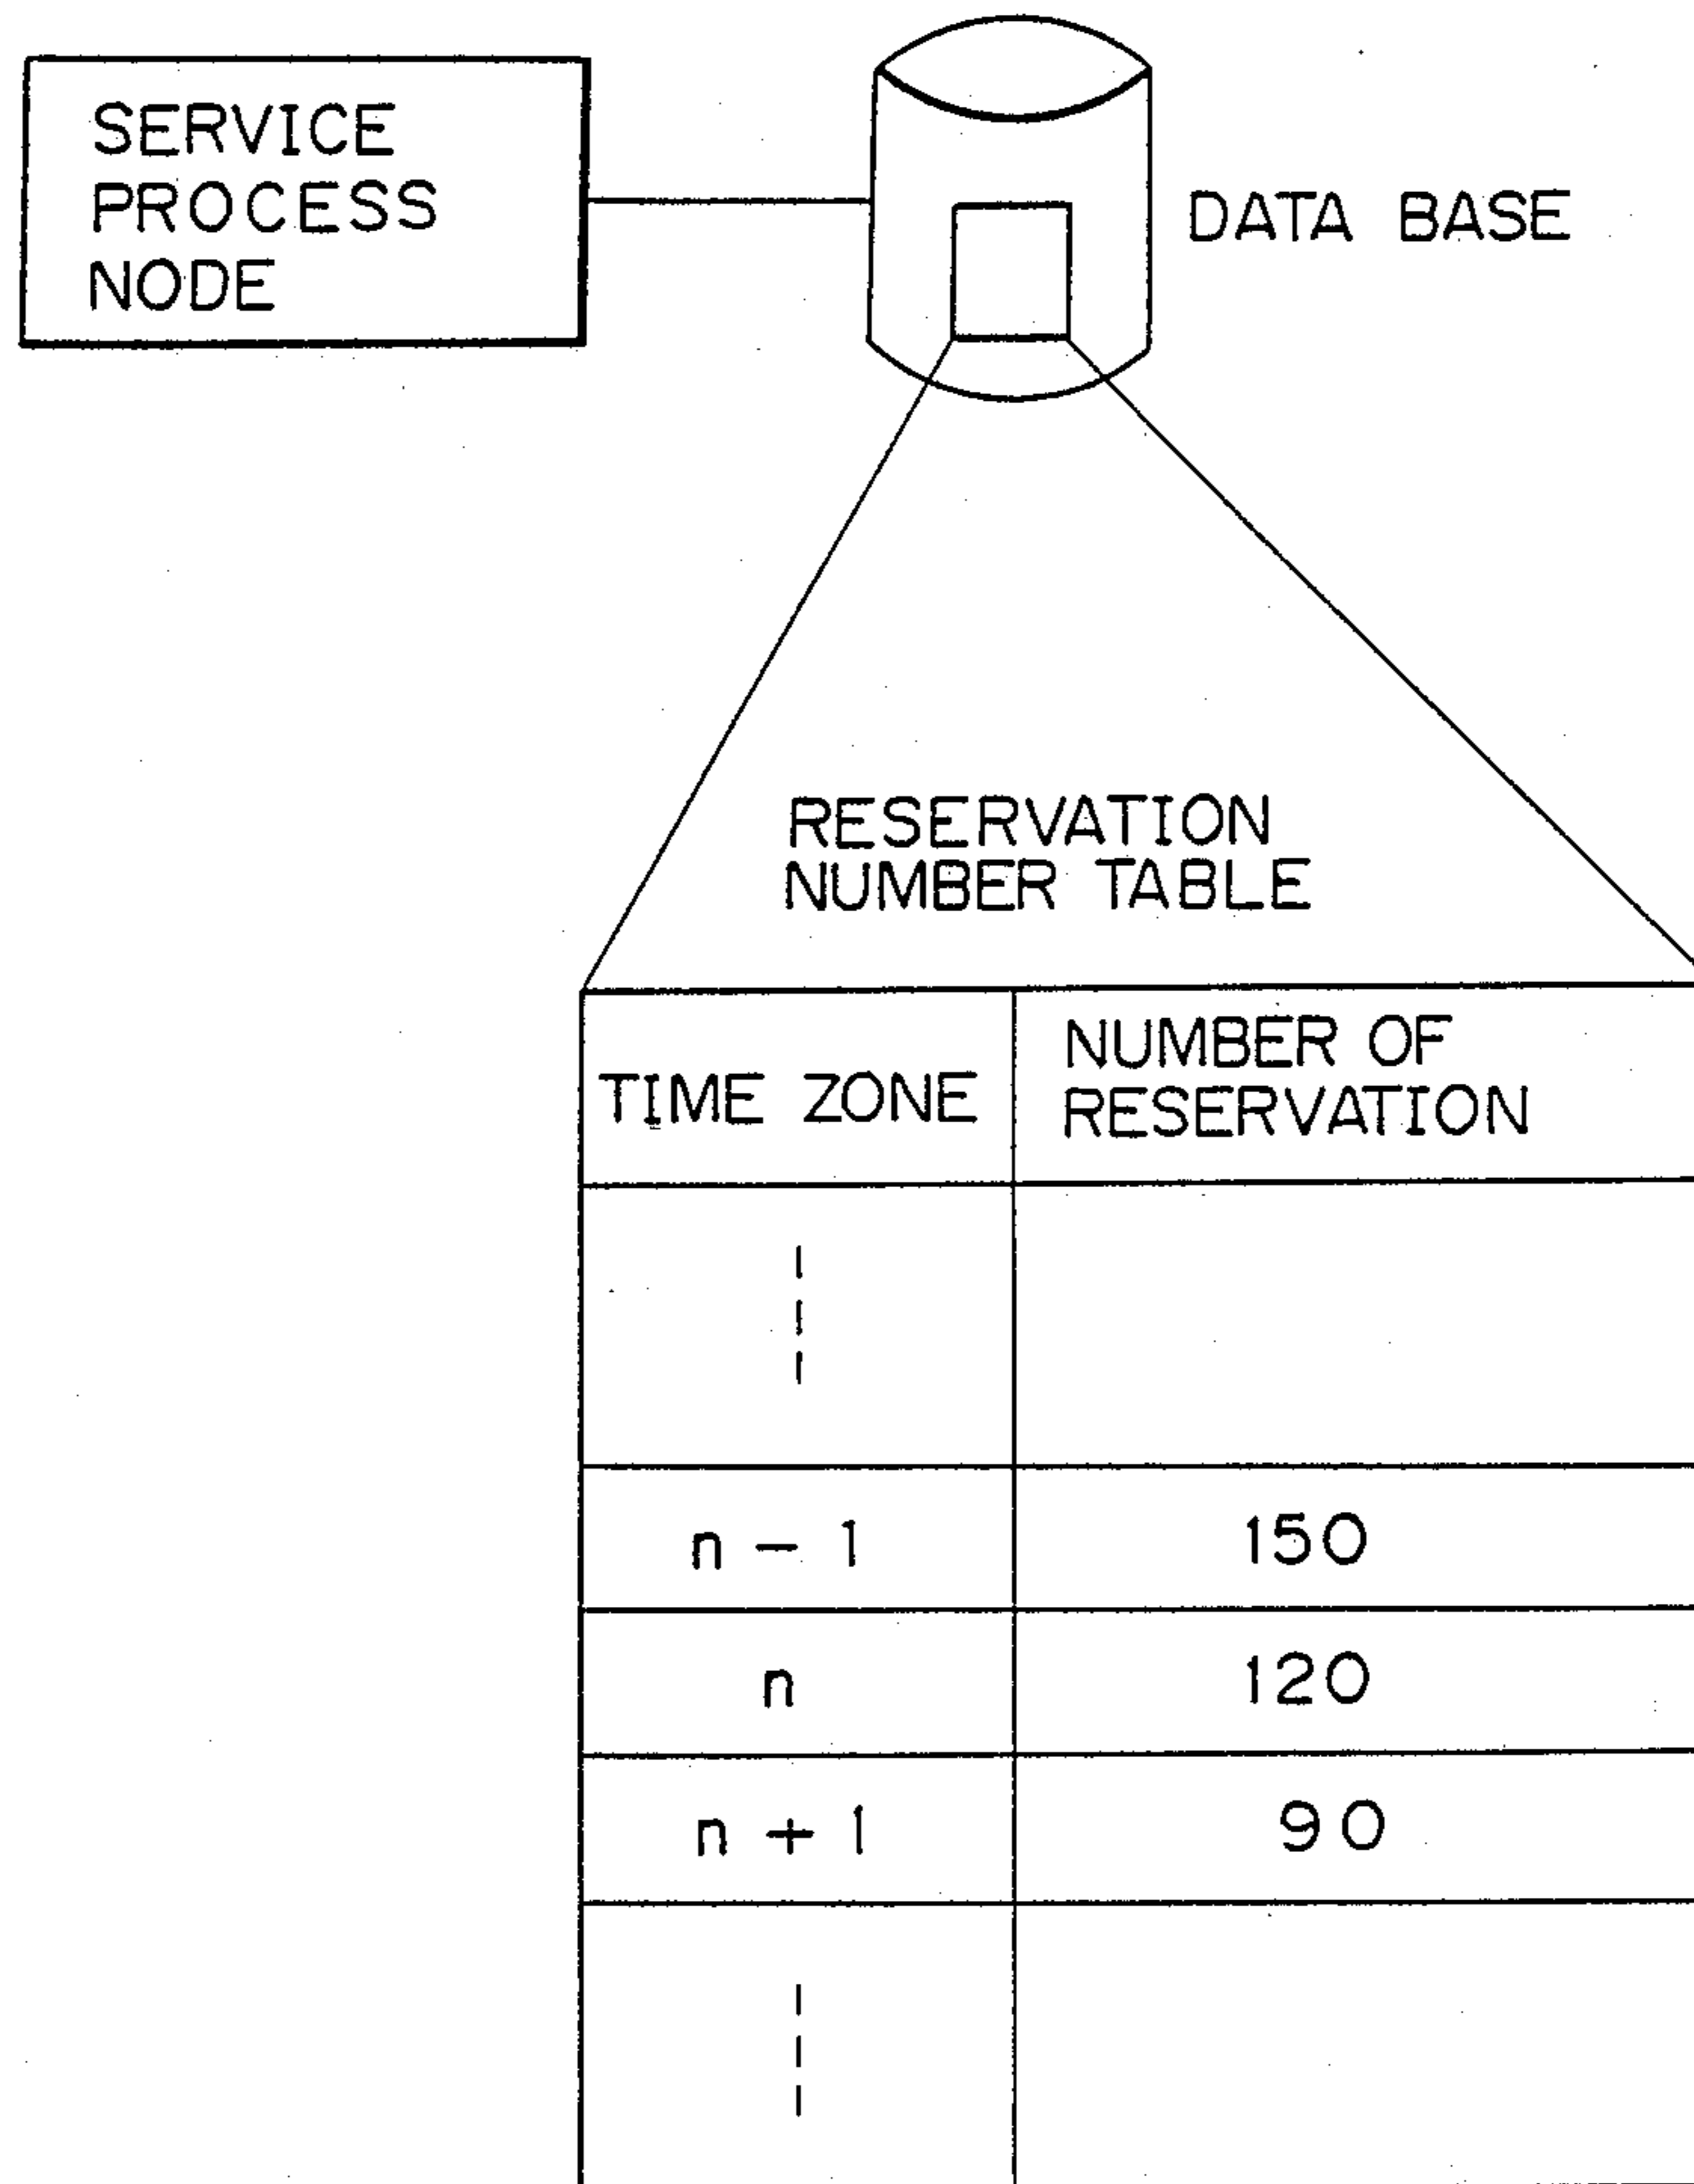 SERVICE
PROCESS
NODE
DATA BASE
RESERVATION
NUMBER TABLE
TIME ZONE
NUMBER OF
RESERVATION
n - 1
150
n
120
n + 1
90